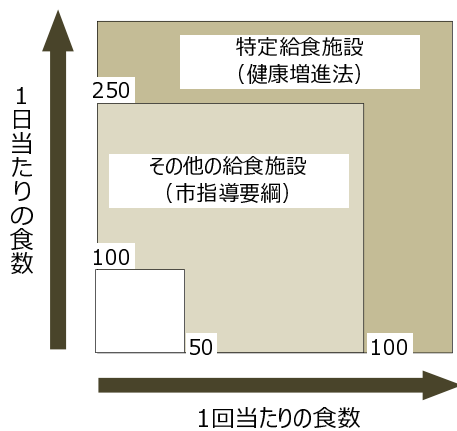 特定給食施設
（健康増進法）
250
その他の給食施設
（市指導要綱）
100
50
100
1日当たりの食数
1回当たりの食数